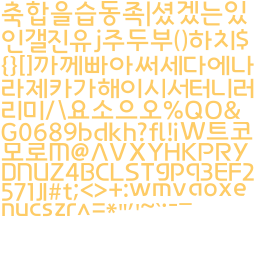 축합을습동족|셨겠는있
인갤진유j주두부()하치$
{}[]까께빠아써세다에나
라제카가해이시서터니러
리미/\요소으오%QO&
G0689bdkh?fl!iW트코
모로M@AVXYHKPRY
DNUZ4BCLST9PqЭEF2
571J#t;<>+:wmvaoxe
nucszr^=*"'~-